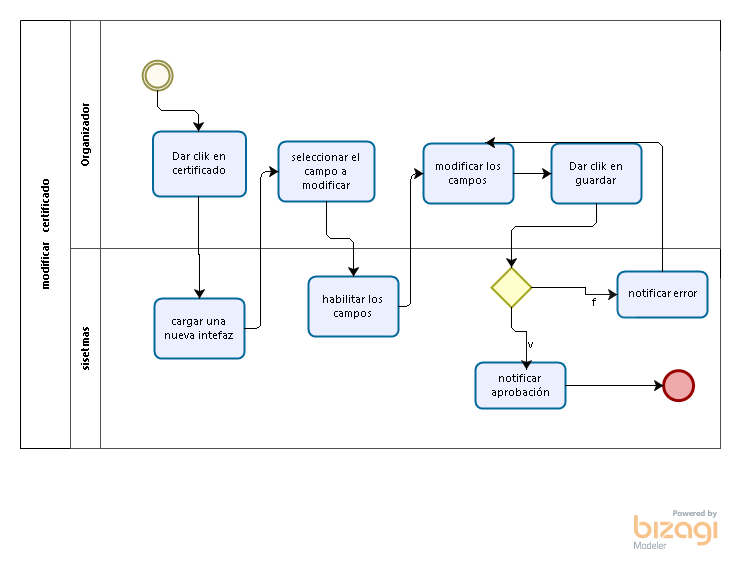 modificar certificado
Organizador
sisetmas
Dar clik en
certificado
seleccionar el
campo a
modificar
modificar los
campos
Dar clik en
guardar
cargar una
nueva intefaz
habilitar los
campos
f
notificar error
v
notificar
aprobación
Powered by
bizagi
Modeler